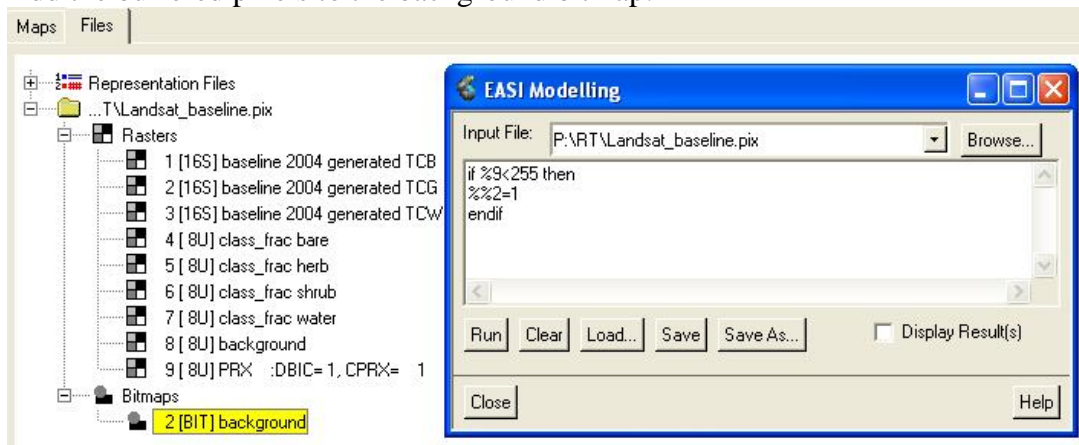 Maps Files
Representation Files
...T\Landsat_baseline.pix
Rasters
1 [16S] baseline 2004 generated TCB
2 [16S] baseline 2004 generated TCG
3 [16S] baseline 2004 generated TCW
4 [ 8U] class_frac bare
5 [ 8U] class_frac herb
6 [ 8U] class_frac shrub
7 [ 8U] class_frac water
8 [ 8U] background
9 [ 8U] PRX :DBIC= 1, CPRX= 1
Bitmaps
2 [BIT] background
EASI Modelling
Input File: P:\RT\Landsat_baseline.pix Browse...
if %9<255 then
%%2=1
endif
Run Clear Load... Save Save As... Display Result(s)
Close Help